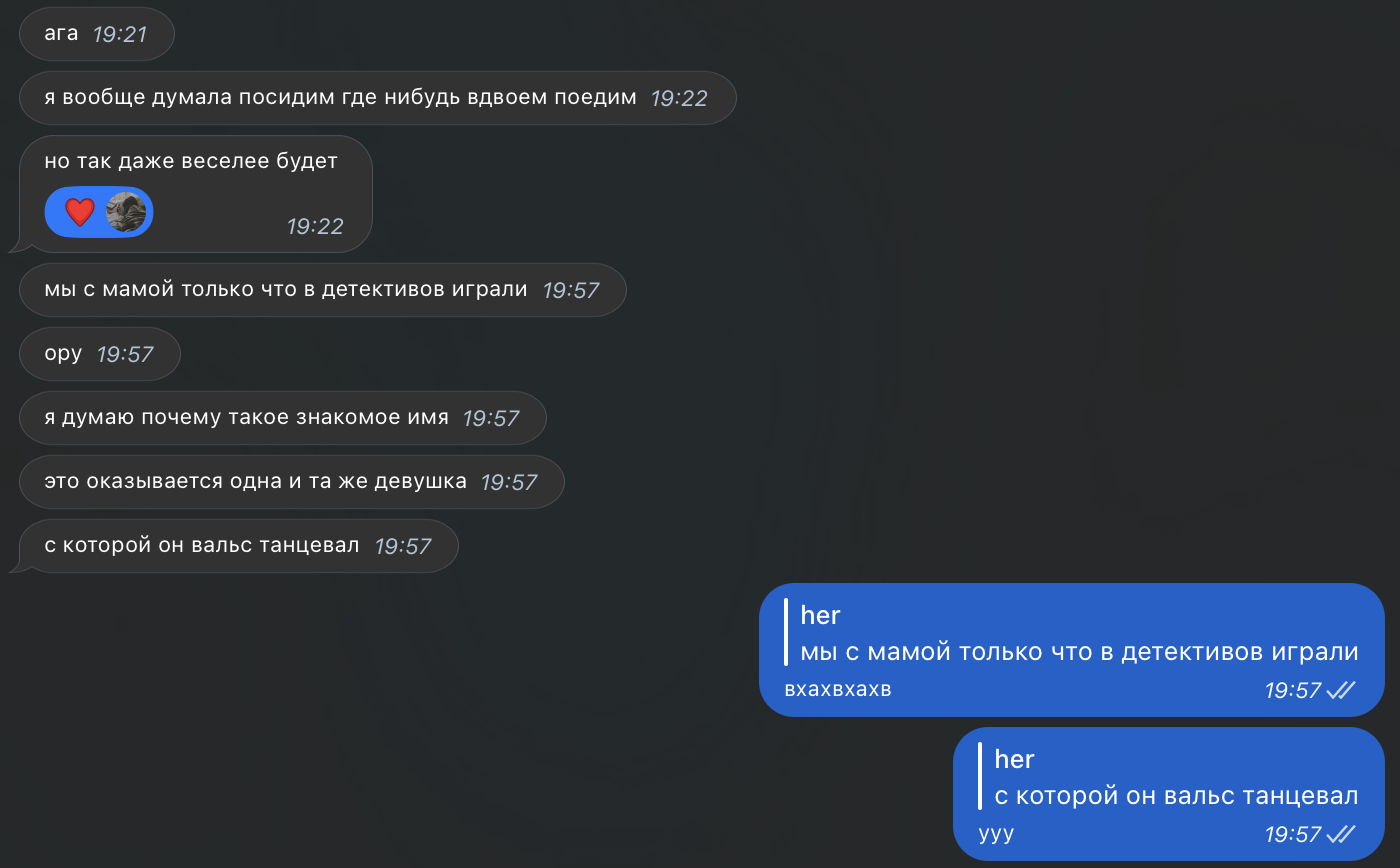 ага 19:21
я вообще думала посидим где нибудь вдвоем поедим 19:22
но так даже веселее будет
19:22
мы с мамой только что в детективов играли 19:57
ору 19:57
я думаю почему такое знакомое имя 19:57
это оказывается одна и та же девушка 19:57
с которой он вальс танцевал 19:57
her
мы с мамой только что в детективов играли
вхахвхахв 19:57
her
с которой он вальс танцевал
ууу 19:57